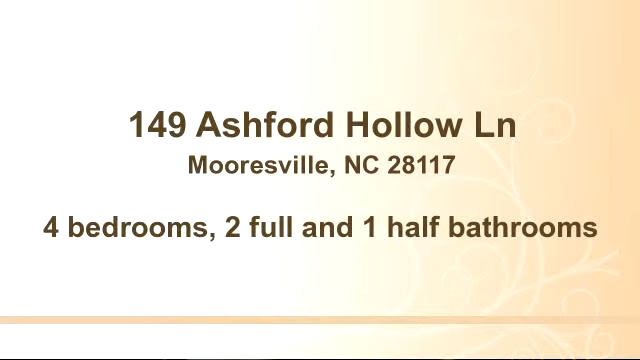 149 Ashford Hollow Ln
Mooresville, NC 28117
4 bedrooms, 2 full and 1 half bathrooms